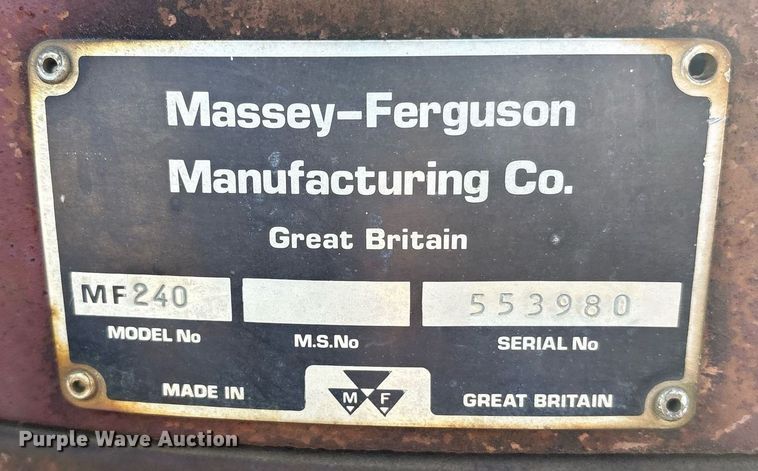 Massey-Ferguson
Manufacturing Co.
Great Britain
MF240 553980
MODEL No M.S.No SERIAL No
MADE IN M F GREAT BRITAIN
Purple Wave Auction